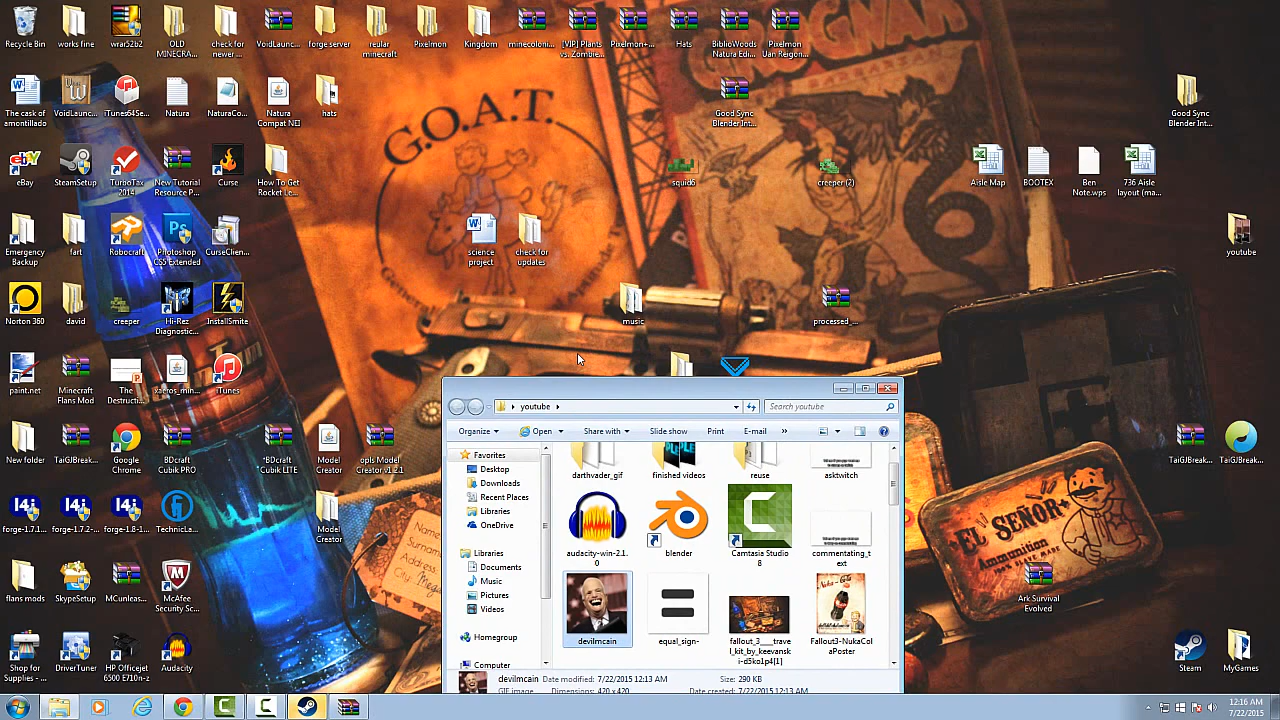 Recycle Bin
works fine
wrar52b2
OLD MINECRA...
check for newer ...
VoidLaunc...
forge server
reular minecraft
Pixelmon
Kingdom
minecoloni...
[VIP] Plants vs. Zombie...
Pixelmon+...
Hats
BiblioWoods Natura Edi...
Pixelmon Uan Reigon...
The cask of amontillado
VoidLaunc...
iTunes64Se...
Natura
NaturaCo...
Natura Compat NEI
hats
Good Sync Blender Int...
Good Sync Blender Int...
G.O.A.T.
eBay
SteamSetup
TurboTax 2014
New Tutorial Resource P...
Curse
How To Get Rocket Le...
squid6
creeper (2)
Aisle Map
BOOTEX
Ben Note.wps
736 Aisle layout (ma...
Emergency Backup
fart
Robocraft
Photoshop CS5 Extended
CurseClien...
science project
check for updates
youtube
Norton 360
david
creeper
Hi-Rez Diagnostic...
InstallSmite
music
processed_...
paint.net
Minecraft Flans Mod
The Destructi...
xaeros_min...
iTunes
New folder
TaiGJBreak...
Google Chrome
BDcraft Cubik PRO
*BDcraft *Cubik LITE
Model Creator
opls Model Creator v1.2.1
TaiGJBreak...
TaiGJBreak...
forge-1.7.1...
forge-1.7.2-...
forge-1.8-1...
TechnicLa...
Model Creator
EL SEÑOR
Ammunition
flans mods
SkypeSetup
MCunleas...
McAfee Security Sc...
Ark Survival Evolved
Shop for Supplies - ...
DriverTuner
HP Officejet 6500 E710n-z
Audacity
Steam
MyGames
youtube
Search youtube
Organize
Open
Share with
Slide show
Print
E-mail
»
Favorites
Desktop
Downloads
Recent Places
Libraries
OneDrive
Libraries
Documents
Music
Pictures
Videos
Homegroup
Computer
darthvader_gif
finished videos
reuse
asktwitch
audacity-win-2.1.0
blender
Camtasia Studio 8
commentating_text
devilmcain
equal_sign-
fallout_3___travel_kit_by_keevanski-d5ko1p4[1]
Fallout3-NukaColaPoster
devilmcain Date modified: 7/22/2015 12:13 AM Size: 290 KB
GIF image Dimensions: 420 x 420 Date created: 7/22/2015 12:13 AM
12:16 AM
7/22/2015